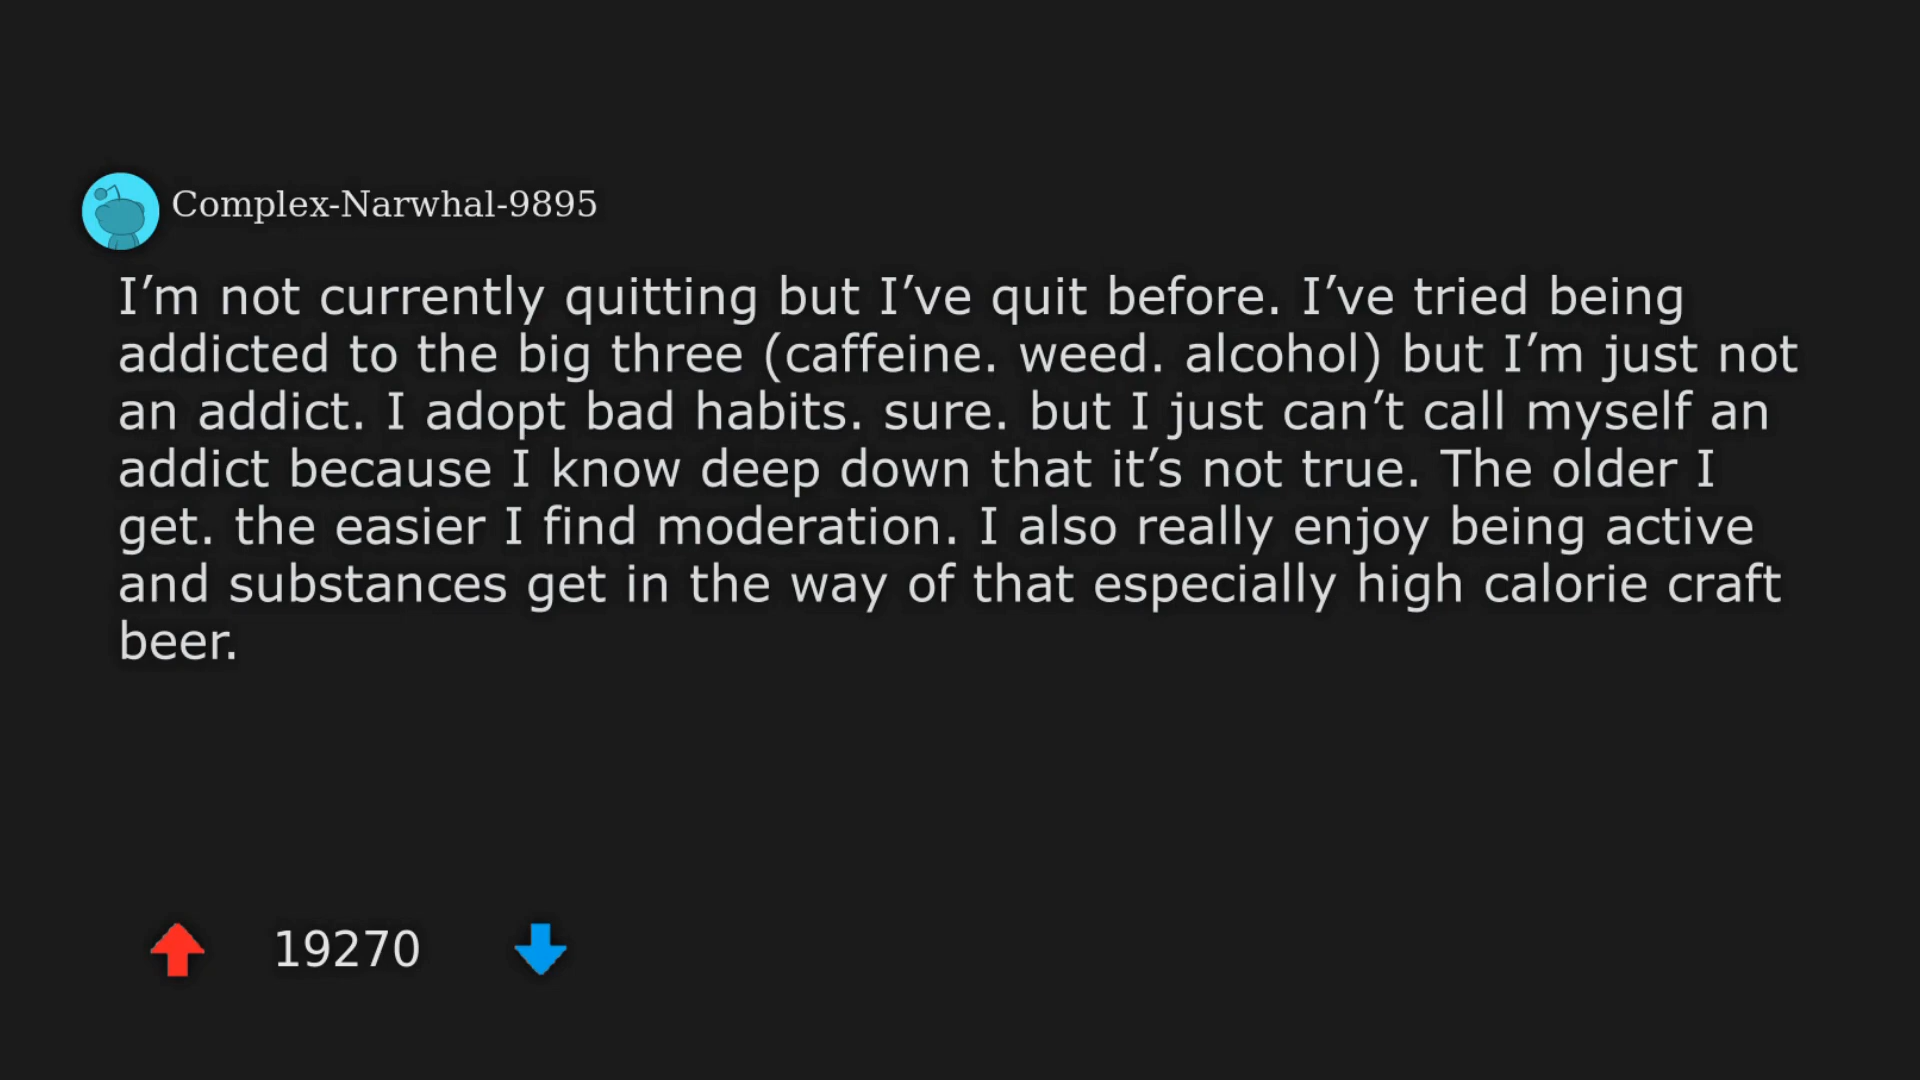 Complex-Narwhal-9895
I’m not currently quitting but I’ve quit before. I’ve tried being
addicted to the big three (caffeine. weed. alcohol) but I’m just not
an addict. I adopt bad habits. sure. but I just can’t call myself an
addict because I know deep down that it’s not true. The older I
get. the easier I find moderation. I also really enjoy being active
and substances get in the way of that especially high calorie craft
beer.
19270